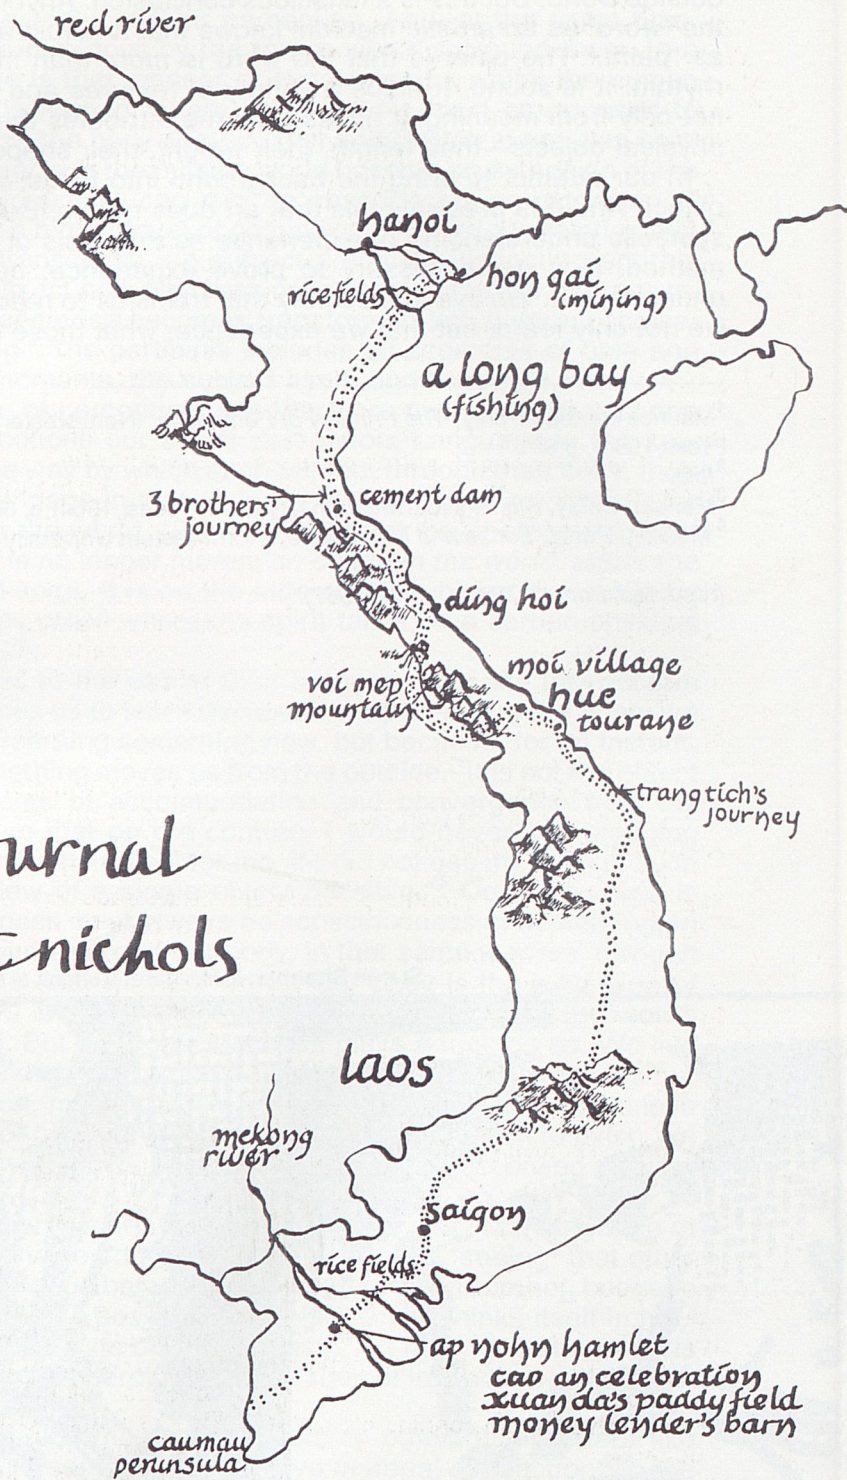 red river
hanoi
hon gai
(mining)
ricefields
a long bay
(fishing)
3 brothers'
journey
cement dam
dung hoi
moi village
voi mep
mountain
hue
tourane
trang tich's
journey
urnal
nichols
laos
mekong
river
saigon
rice fields
ap nohn hamlet
cao an celebration
xuan da's paddy field
money lender's barn
caumau
peninsula